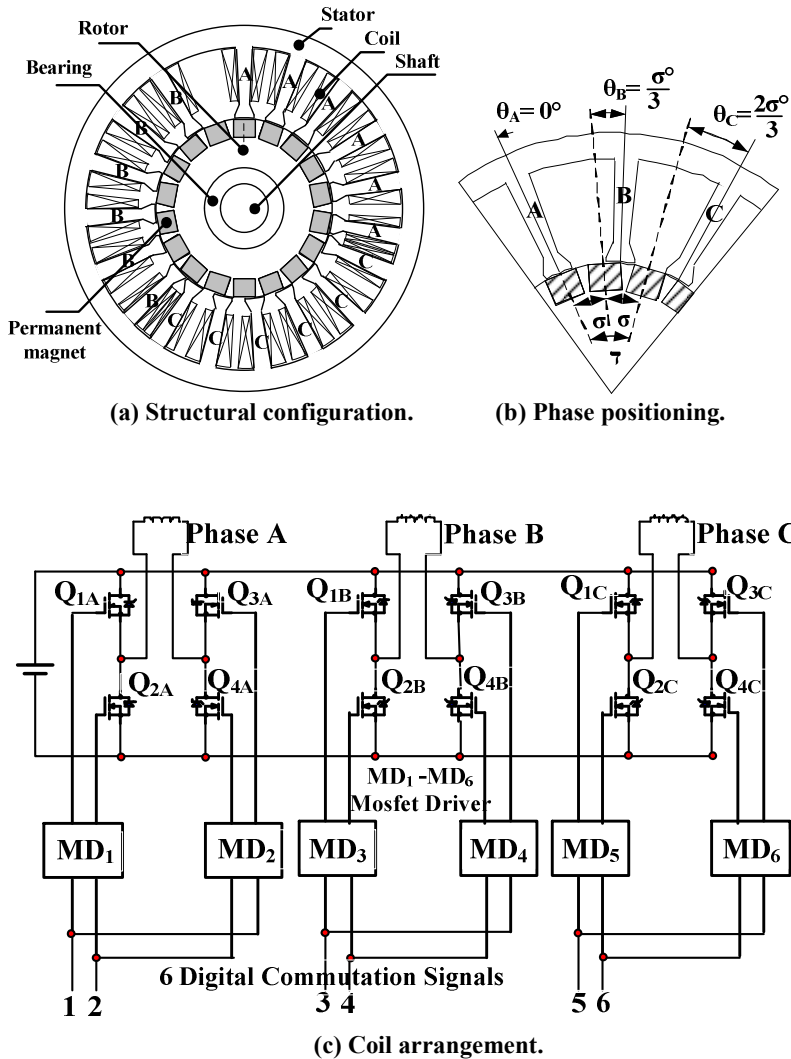 Rotor
Stator
Coil
Bearing
Shaft
A
A
A
A
A
A
B
B
B
B
B
B
C
C
C
C
C
C
Permanent
magnet
θA = 0°
θB = σ°/3
θC = 2σ°/3
A
B
C
σ σ
(a) Structural configuration.
(b) Phase positioning.
Phase A
Phase B
Phase C
Q1A
Q3A
Q1B
Q3B
Q1C
Q3C
Q2A
Q4A
Q2B
Q4B
Q2C
Q4C
MD1 -MD6
Mosfet Driver
MD1
MD2
MD3
MD4
MD5
MD6
6 Digital Commutation Signals
1 2
3 4
5 6
(c) Coil arrangement.